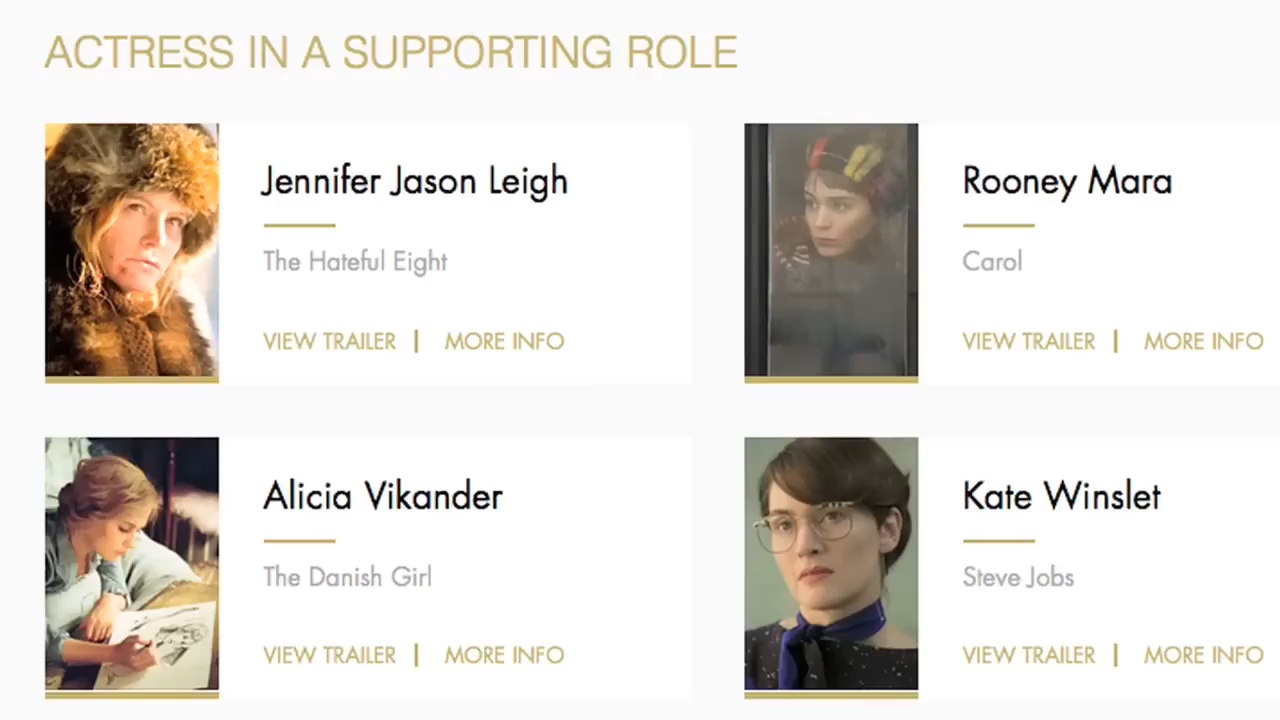 ACTRESS IN A SUPPORTING ROLE
Jennifer Jason Leigh
The Hateful Eight
VIEW TRAILER | MORE INFO
Rooney Mara
Carol
VIEW TRAILER | MORE INFO
Alicia Vikander
The Danish Girl
VIEW TRAILER | MORE INFO
Kate Winslet
Steve Jobs
VIEW TRAILER | MORE INFO